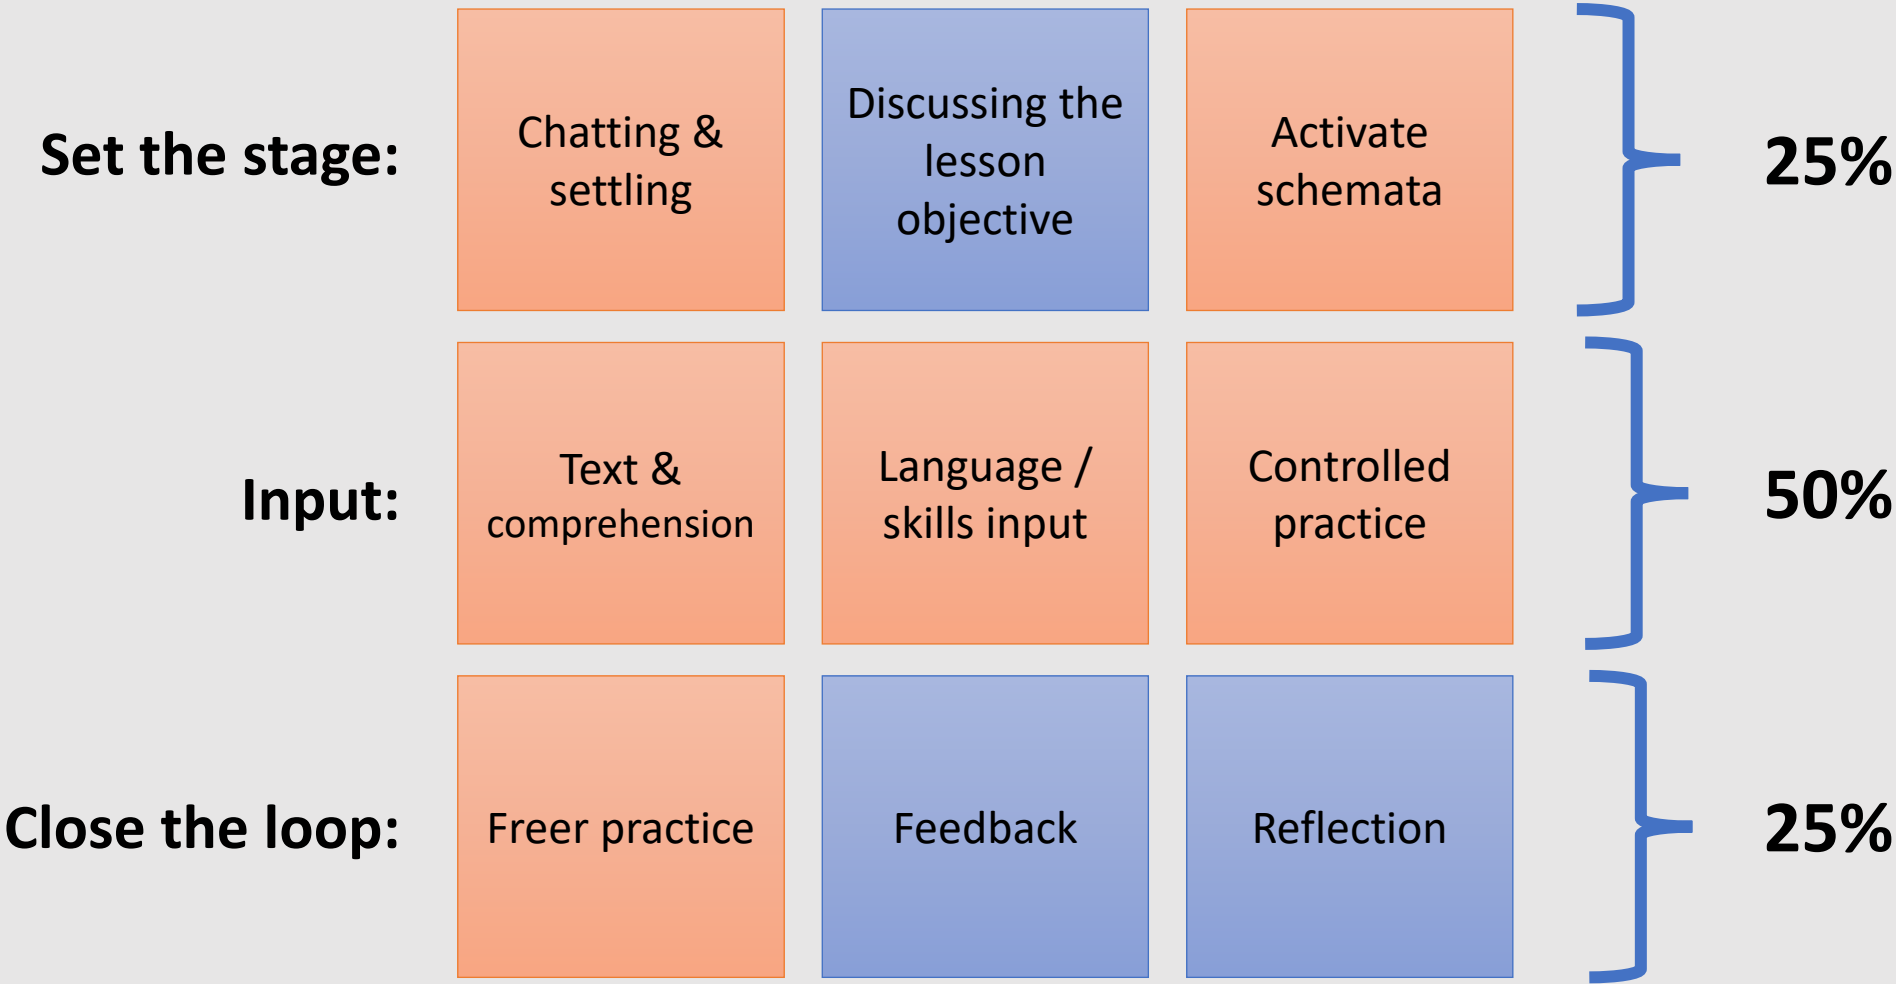 Set the stage:
Chatting &
settling
Discussing the
lesson
objective
Activate
schemata
25%
Input:
Text &
comprehension
Language /
skills input
Controlled
practice
50%
Close the loop:
Freer practice
Feedback
Reflection
25%